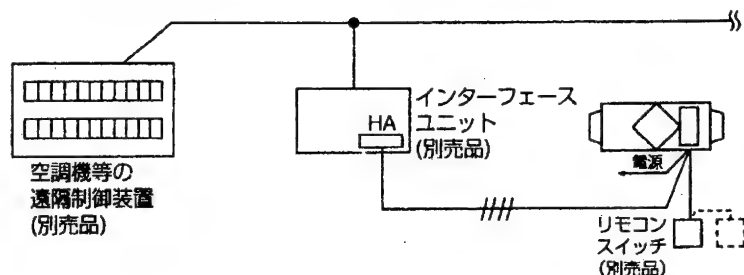 空調機等の
遠隔制御装置
(別売品)
HA
インターフェース
ユニット
(別売品)
電源
リモコン
スイッチ
(別売品)